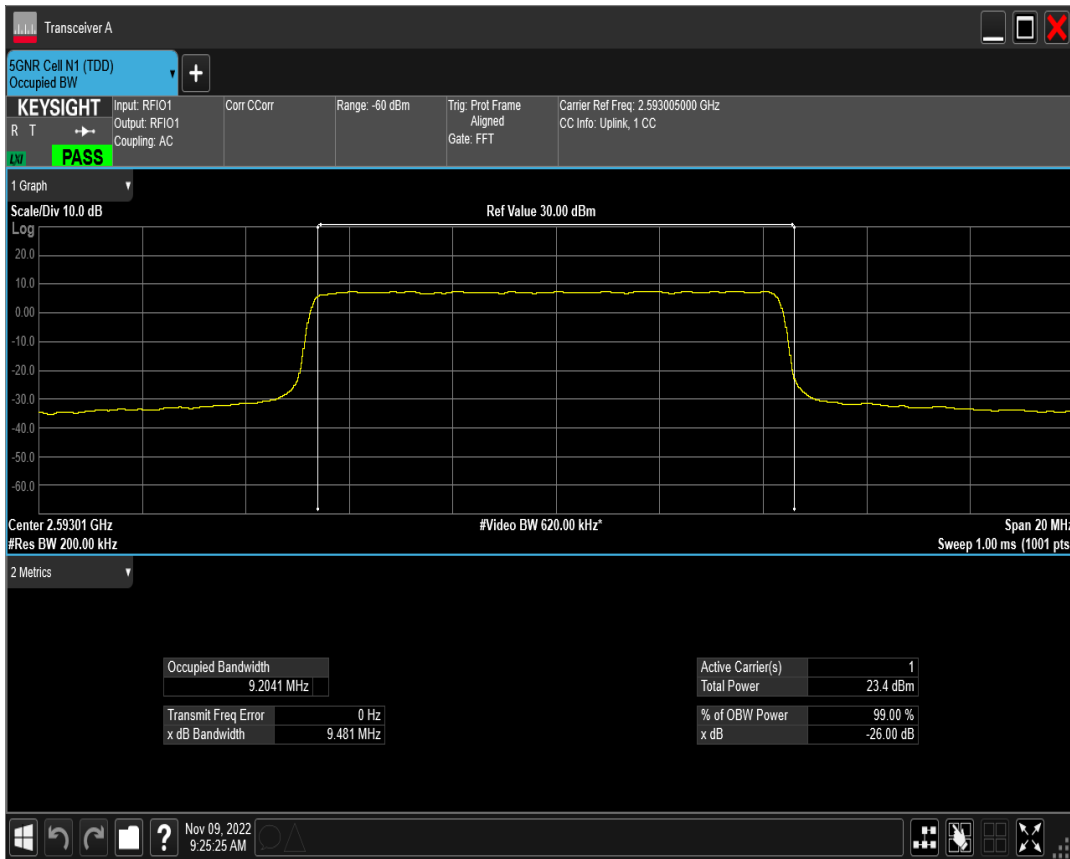 Transceiver A
5GNR Cell N1 (TDD)
Occupied BW
+
KEYSIGHT
R T
LXI
PASS
Input: RFIO1
Output: RFIO1
Coupling: AC
Corr CCorr
Range: -60 dBm
Trig: Prot Frame
Aligned
Gate: FFT
Carrier Ref Freq: 2.593005000 GHz
CC Info: Uplink, 1 CC
1 Graph
Scale/Div 10.0 dB
Ref Value 30.00 dBm
Log
20.0
10.0
0.00
-10.0
-20.0
-30.0
-40.0
-50.0
-60.0
Center 2.59301 GHz
#Video BW 620.00 kHz*
Span 20 MHz
#Res BW 200.00 kHz
Sweep 1.00 ms (1001 pts
2 Metrics
Occupied Bandwidth
9.2041 MHz
Transmit Freq Error 0 Hz
x dB Bandwidth 9.481 MHz
Active Carrier(s) 1
Total Power 23.4 dBm
% of OBW Power 99.00 %
x dB -26.00 dB
?
Nov 09, 2022
9:25:25 AM